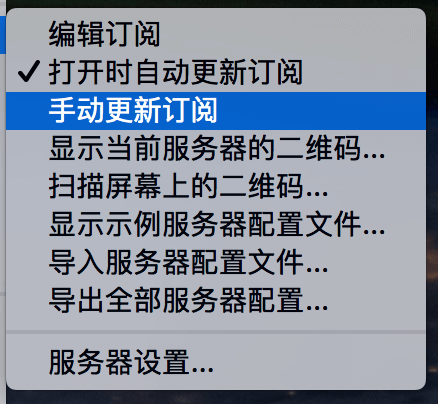 编辑订阅
✓ 打开时自动更新订阅
手动更新订阅
显示当前服务器的二维码...
扫描屏幕上的二维码...
显示示例服务器配置文件...
导入服务器配置文件...
导出全部服务器配置...
服务器设置...